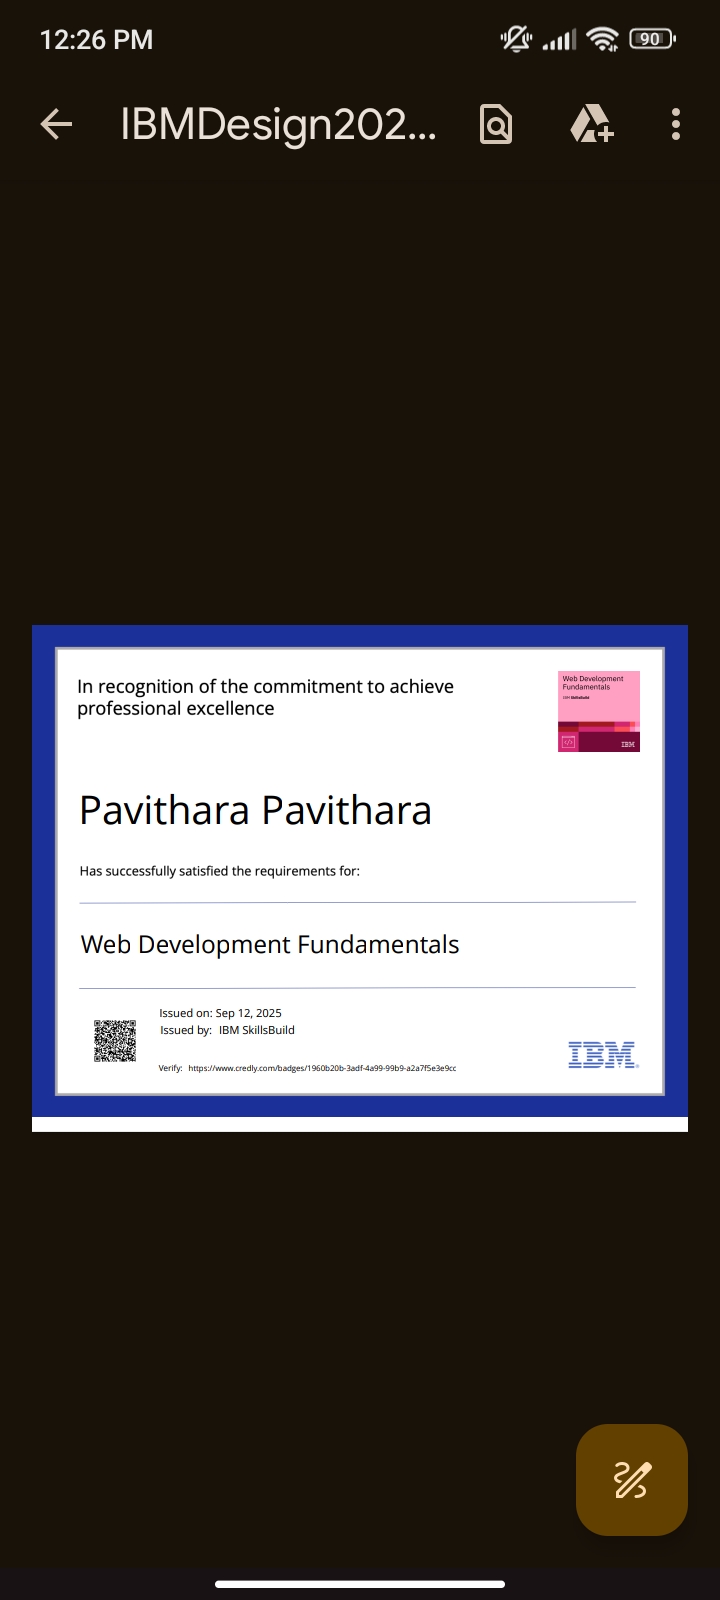 12:26 PM
90
IBMDesign202...
In recognition of the commitment to achieve
professional excellence
Web Development
Fundamentals
IBM SkillsBuild
IBM
Pavithara Pavithara
Has successfully satisfied the requirements for:
Web Development Fundamentals
Issued on: Sep 12, 2025
Issued by: IBM SkillsBuild
Verify: https://www.credly.com/badges/1960b20b-3adf-4a99-99b9-a2a7f5e3e9cc
IBM